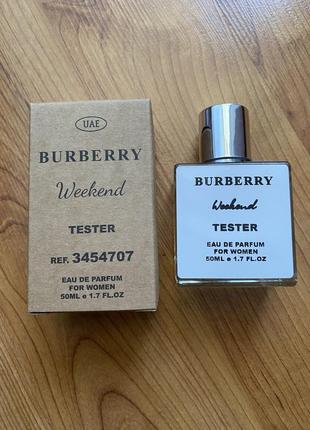 UAE
BURBERRY
Weekend
TESTER
REF. 3454707
EAU DE PARFUM
FOR WOMEN
50ML e 1.7 FL.OZ
BURBERRY
Weekend
TESTER
EAU DE PARFUM
FOR WOMEN
50ML e 1.7 FL.OZ